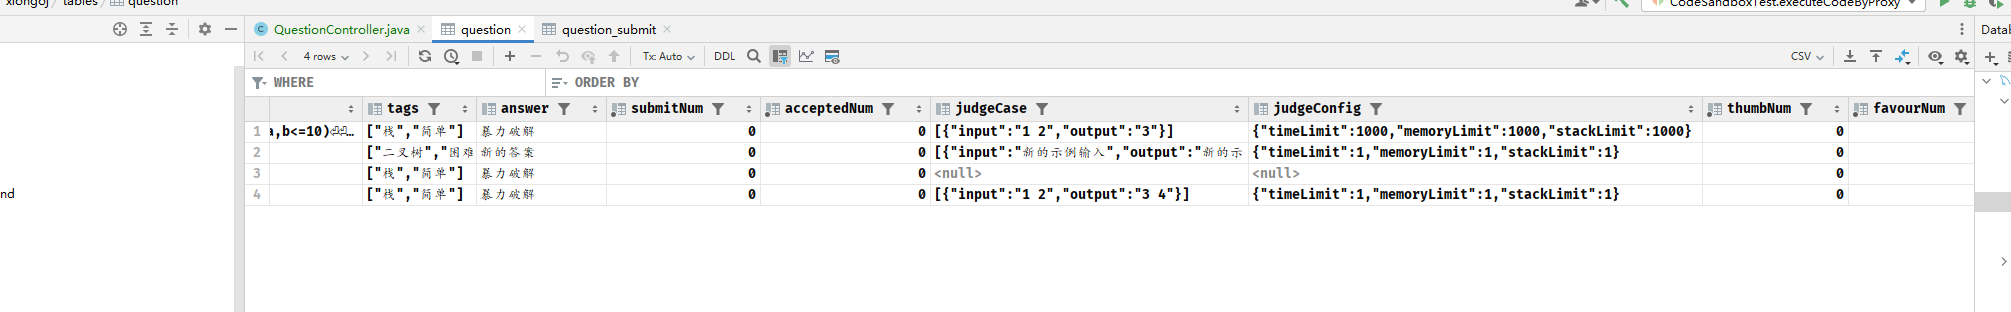 xiongoj / tables / question
CodeSandboxTest.executeCodeByProxy
QuestionController.java question question_submit Datab
4 rows Tx: Auto DDL CSV
WHERE ORDER BY
tags answer submitNum acceptedNum judgeCase judgeConfig thumbNum favourNum
1 a,b<=10)⏎⏎… ["栈","简单"] 暴力破解 0 0 [{"input":"1 2","output":"3"}] {"timeLimit":1000,"memoryLimit":1000,"stackLimit":1000} 0
2 ["二叉树","困难 新的答案 0 0 [{"input":"新的示例输入","output":"新的示 {"timeLimit":1,"memoryLimit":1,"stackLimit":1} 0
3 ["栈","简单"] 暴力破解 0 0 <null> <null> 0
4 ["栈","简单"] 暴力破解 0 0 [{"input":"1 2","output":"3 4"}] {"timeLimit":1,"memoryLimit":1,"stackLimit":1} 0
nd